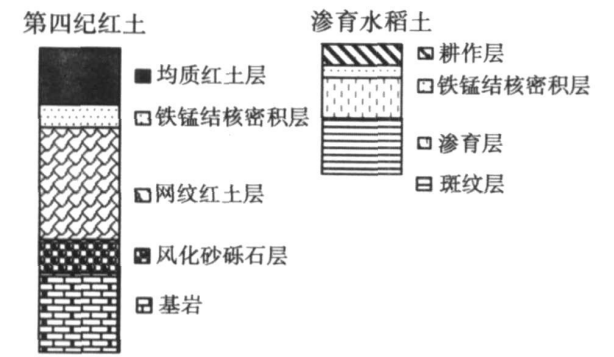 第四纪红土
均质红土层
铁锰结核密积层
网纹红土层
风化砂砾石层
基岩
渗育水稻土
耕作层
铁锰结核密积层
渗育层
斑纹层